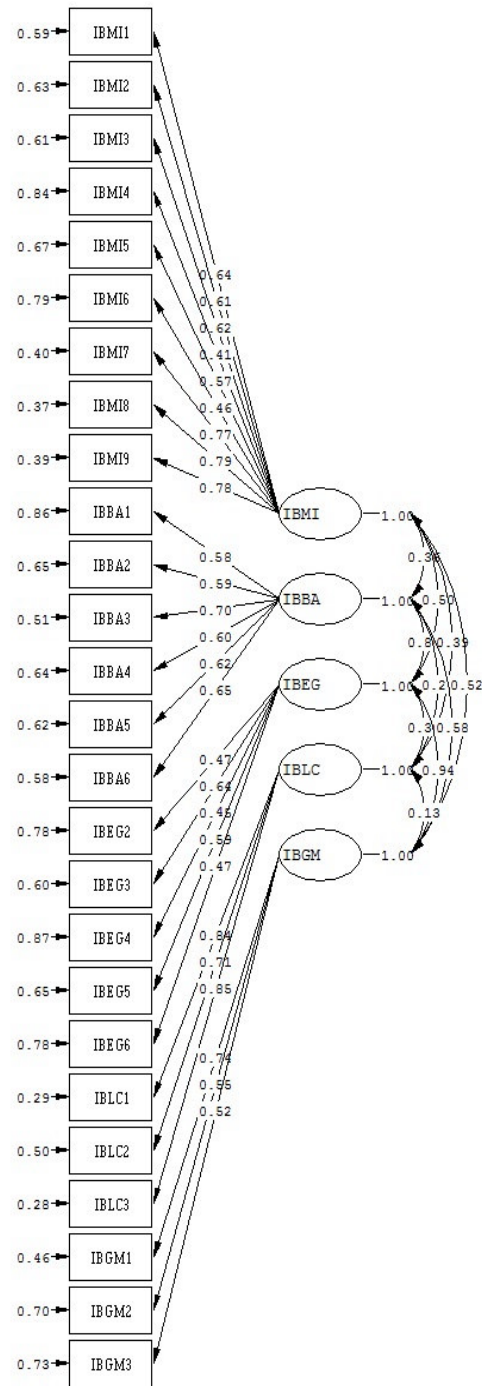 0.59 IBMI1
0.63 IBMI2
0.61 IBMI3
0.84 IBMI4
0.67 IBMI5
0.64
0.79 IBMI6
0.61
0.62
0.40 IBMI7
0.41
0.57
0.37 IBMI8
0.46
0.77
0.39 IBMI9
0.79
0.78
0.86 IBBA1
IBMI 1.00
0.58
0.65 IBBA2
0.59
0.50
IBBA 1.00
0.51 IBBA3
0.70
0.60
0.39
0.64 IBBA4
0.62
0.65
IBEG 1.00
0.52
0.62 IBBA5
0.58
0.58 IBBA6
0.47
IBLC 1.00
0.94
0.64
0.78 IBEG2
0.59
0.13
0.47
IBGM 1.00
0.60 IBEG3
0.87 IBEG4
0.84
0.71
0.65 IBEG5
0.85
0.78 IBEG6
0.74
0.29 IBLC1
0.55
0.52
0.50 IBLC2
0.28 IBLC3
0.46 IBGM1
0.70 IBGM2
0.73 IBGM3